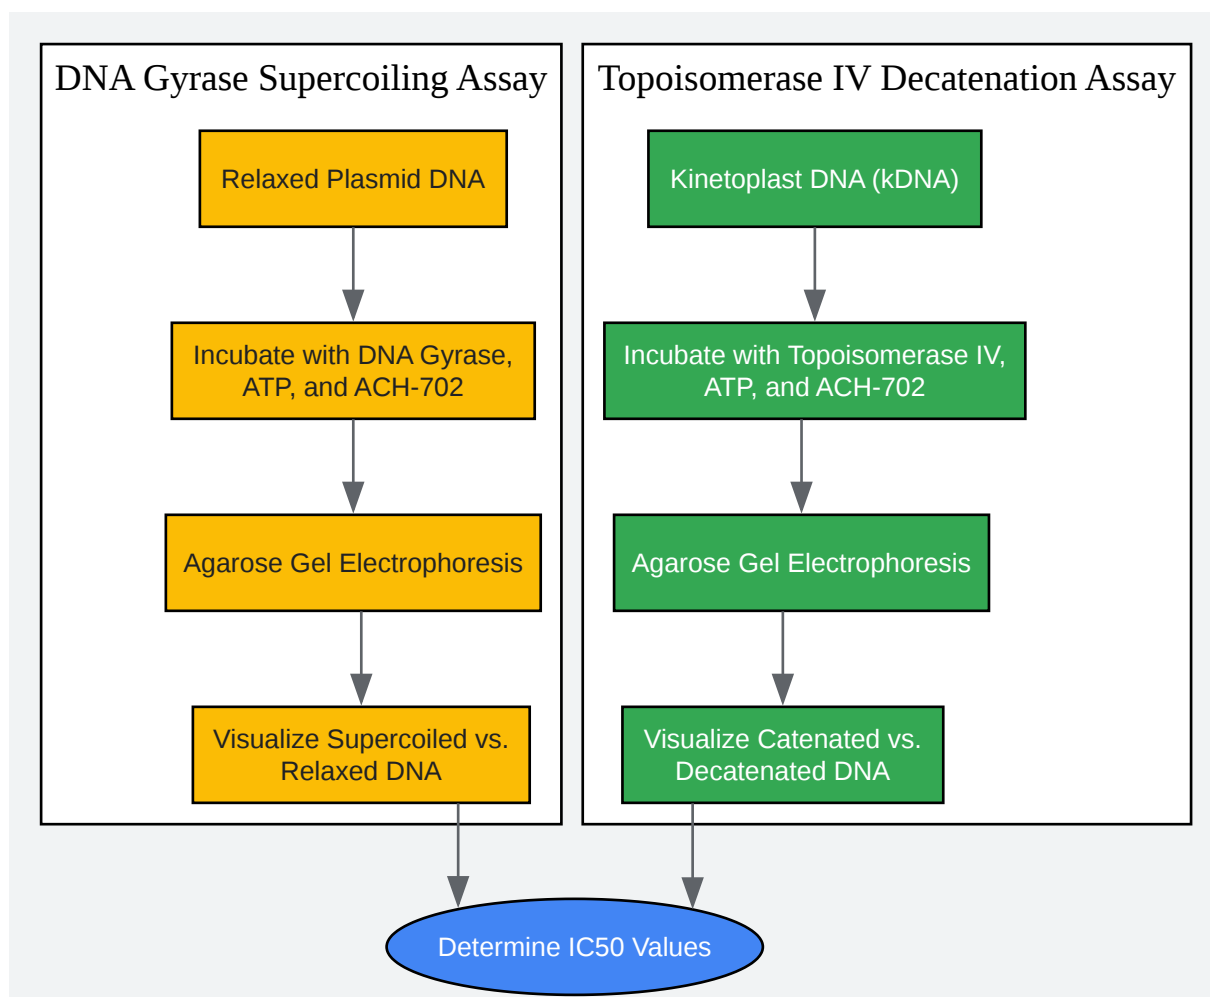 DNA Gyrase Supercoiling Assay
Relaxed Plasmid DNA
Incubate with DNA Gyrase,
ATP, and ACH-702
Agarose Gel Electrophoresis
Visualize Supercoiled vs.
Relaxed DNA
Topoisomerase IV Decatenation Assay
Kinetoplast DNA (kDNA)
Incubate with Topoisomerase IV,
ATP, and ACH-702
Agarose Gel Electrophoresis
Visualize Catenated vs.
Decatenated DNA
Determine IC50 Values